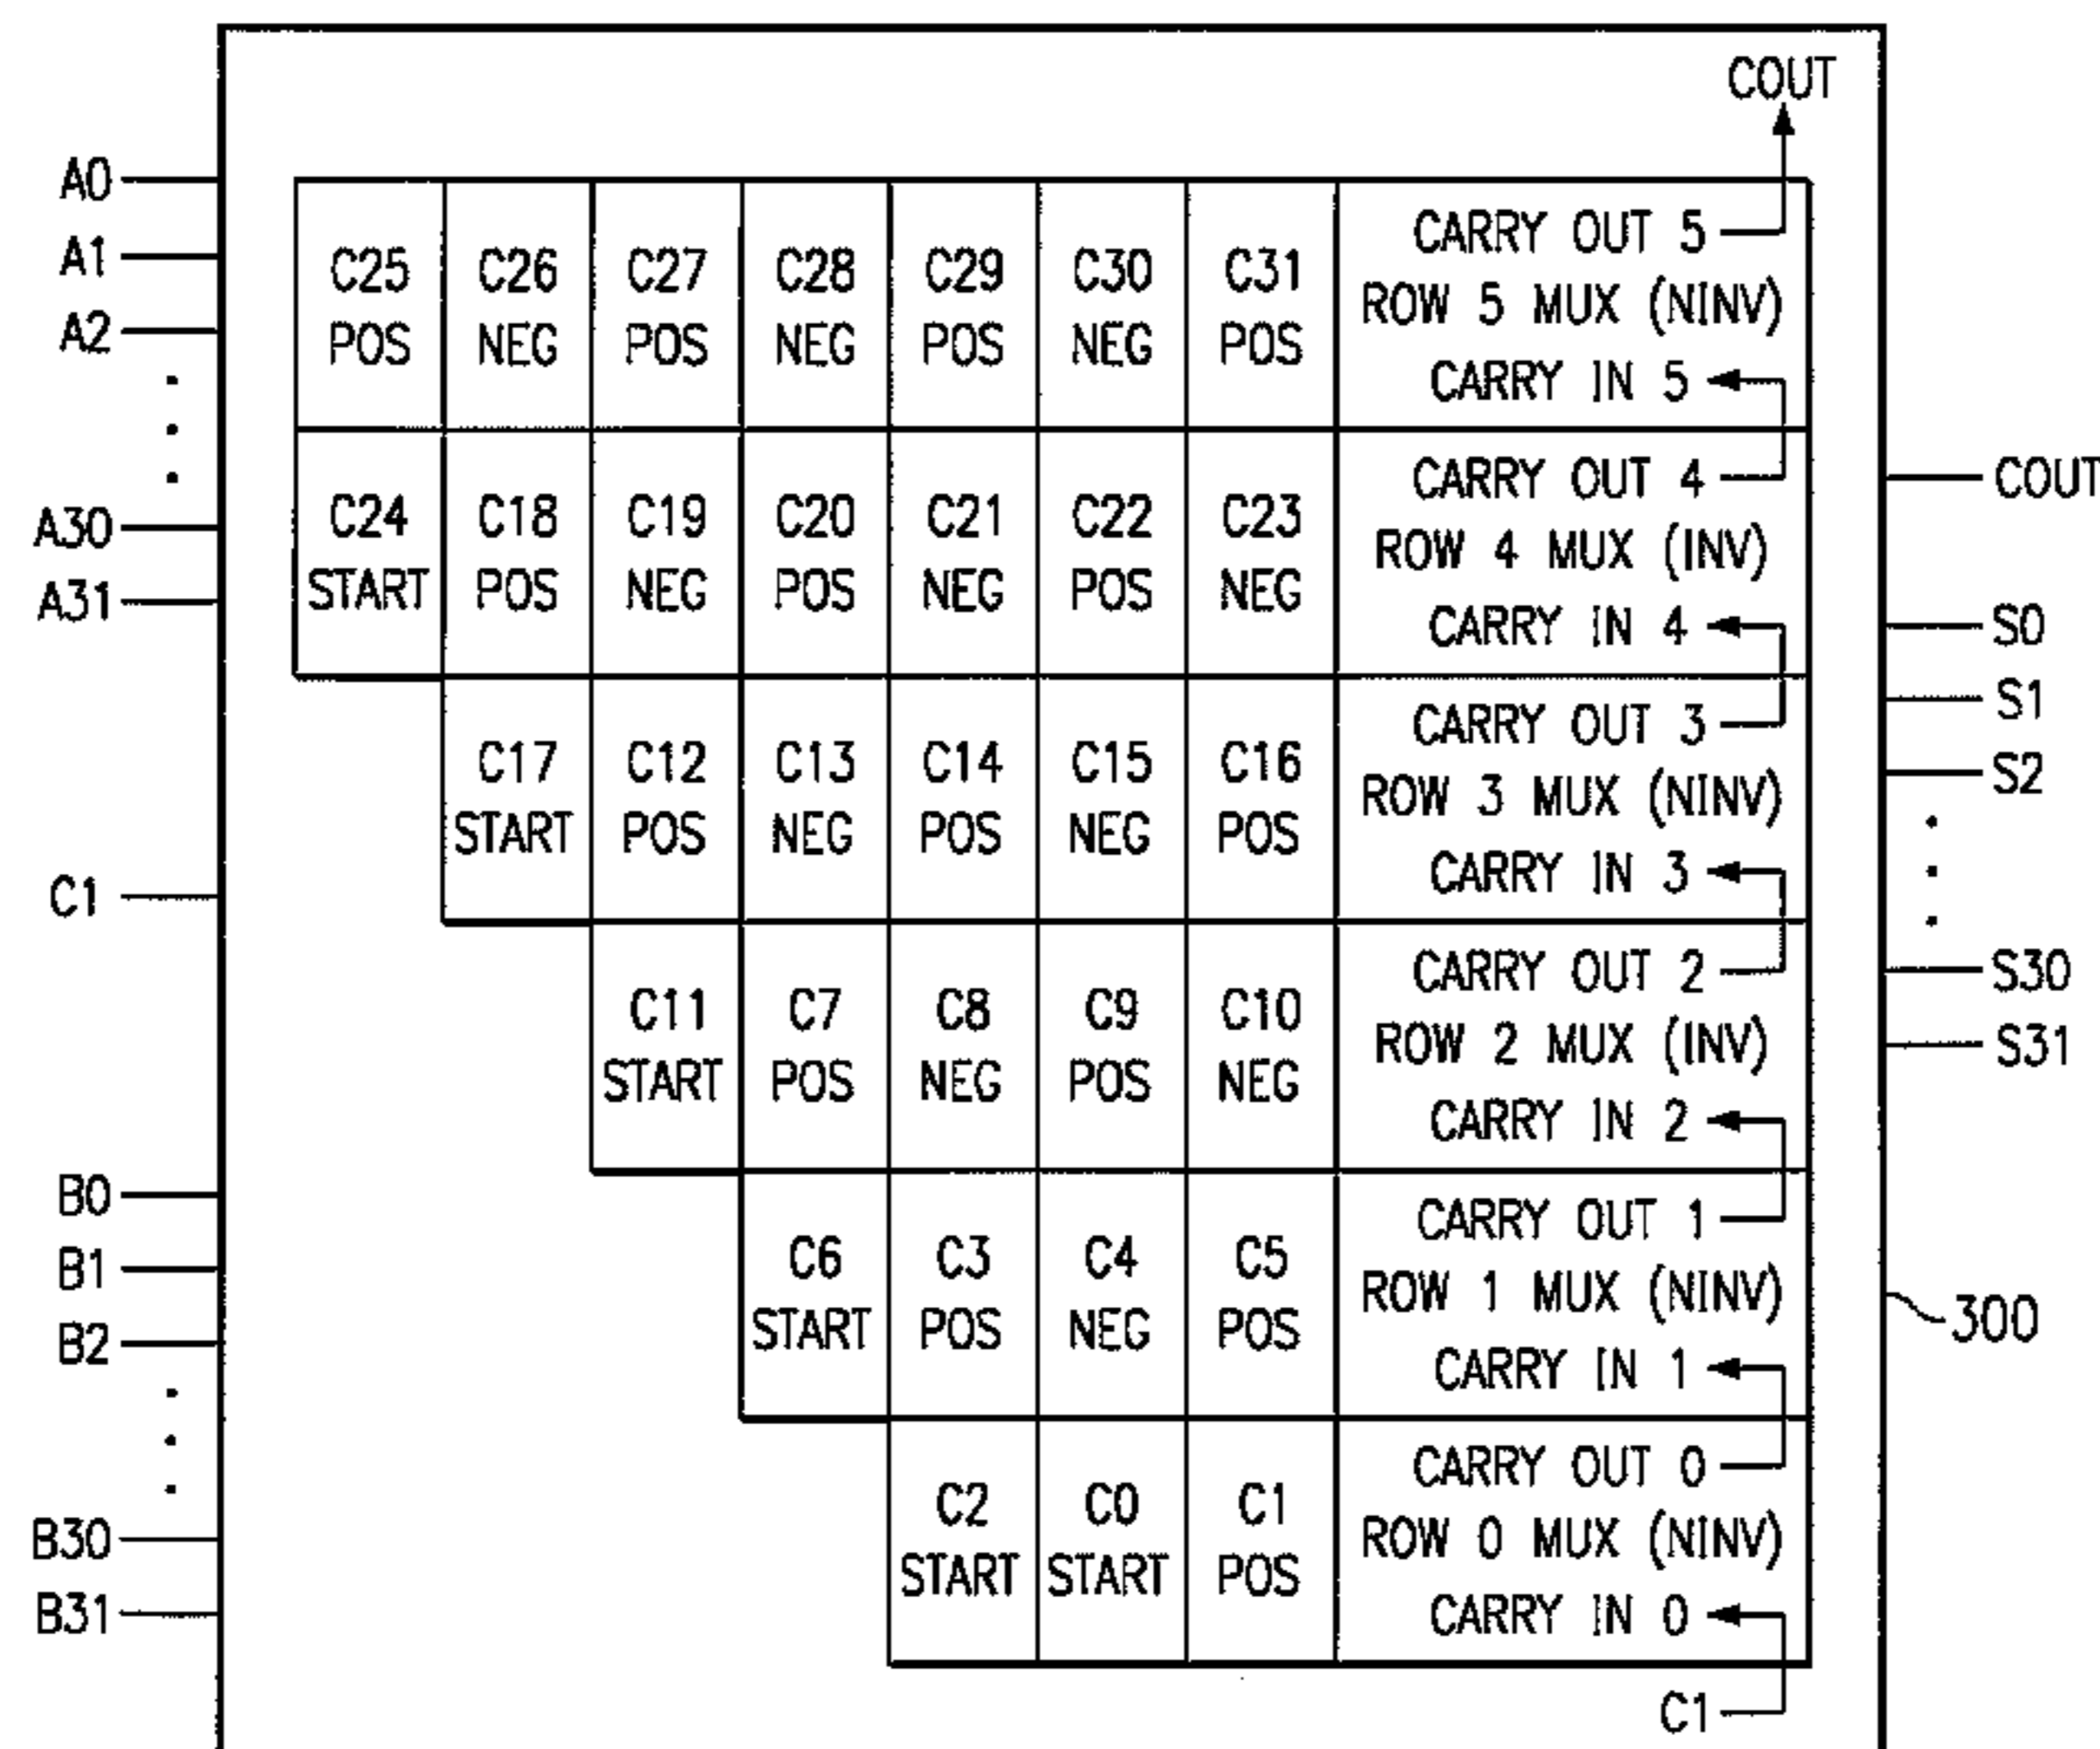 COUT
A0
A1
A2
A30
A31
C1
B0
B1
B2
B30
B31
C25 POS
C26 NEG
C27 POS
C28 NEG
C29 POS
C30 NEG
C31 POS
CARRY OUT 5
ROW 5 MUX (NINV)
CARRY IN 5
C24 START
C18 POS
C19 NEG
C20 POS
C21 NEG
C22 POS
C23 NEG
CARRY OUT 4
ROW 4 MUX (INV)
CARRY IN 4
C17 START
C12 POS
C13 NEG
C14 POS
C15 NEG
C16 POS
CARRY OUT 3
ROW 3 MUX (NINV)
CARRY IN 3
C11 START
C7 POS
C8 NEG
C9 POS
C10 NEG
CARRY OUT 2
ROW 2 MUX (INV)
CARRY IN 2
C6 START
C3 POS
C4 NEG
C5 POS
CARRY OUT 1
ROW 1 MUX (NINV)
CARRY IN 1
C2 START
C0 START
C1 POS
CARRY OUT 0
ROW 0 MUX (NINV)
CARRY IN 0
C1
COUT
S0
S1
S2
S30
S31
300